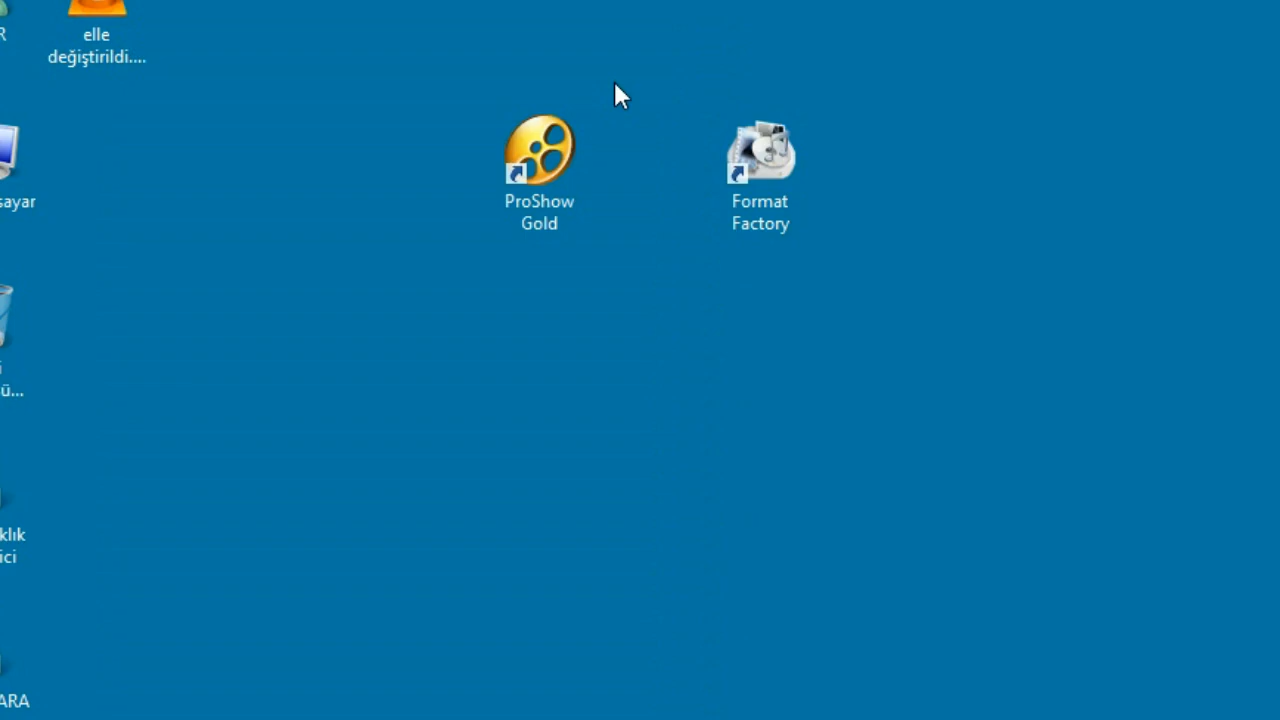 R
elle
değiştirildi....
ProShow
Gold
Format
Factory
sayar
ü...
klık
ici
ARA